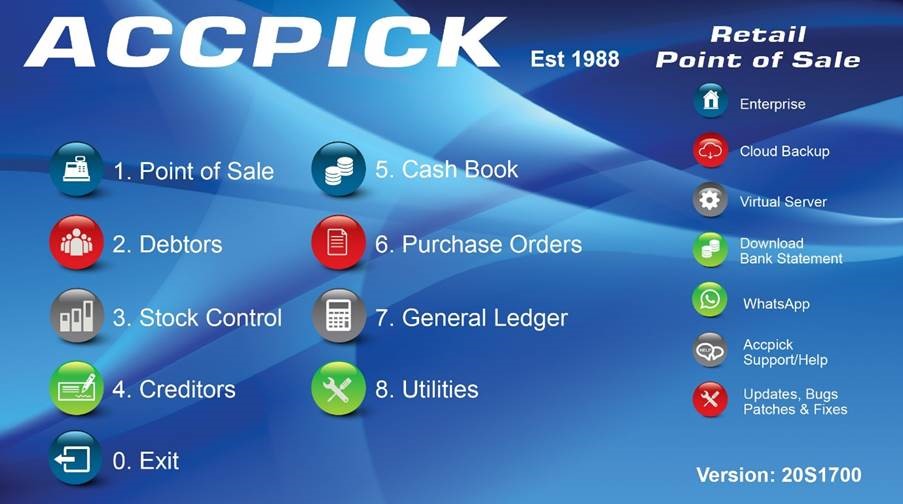 ACCPICK
Est 1988
Retail
Point of Sale
1. Point of Sale
2. Debtors
3. Stock Control
4. Creditors
0. Exit
5. Cash Book
6. Purchase Orders
7. General Ledger
8. Utilities
Enterprise
Cloud Backup
Virtual Server
Download
Bank Statement
WhatsApp
HELP
Accpick
Support/Help
Updates, Bugs
Patches & Fixes
Version: 20S1700